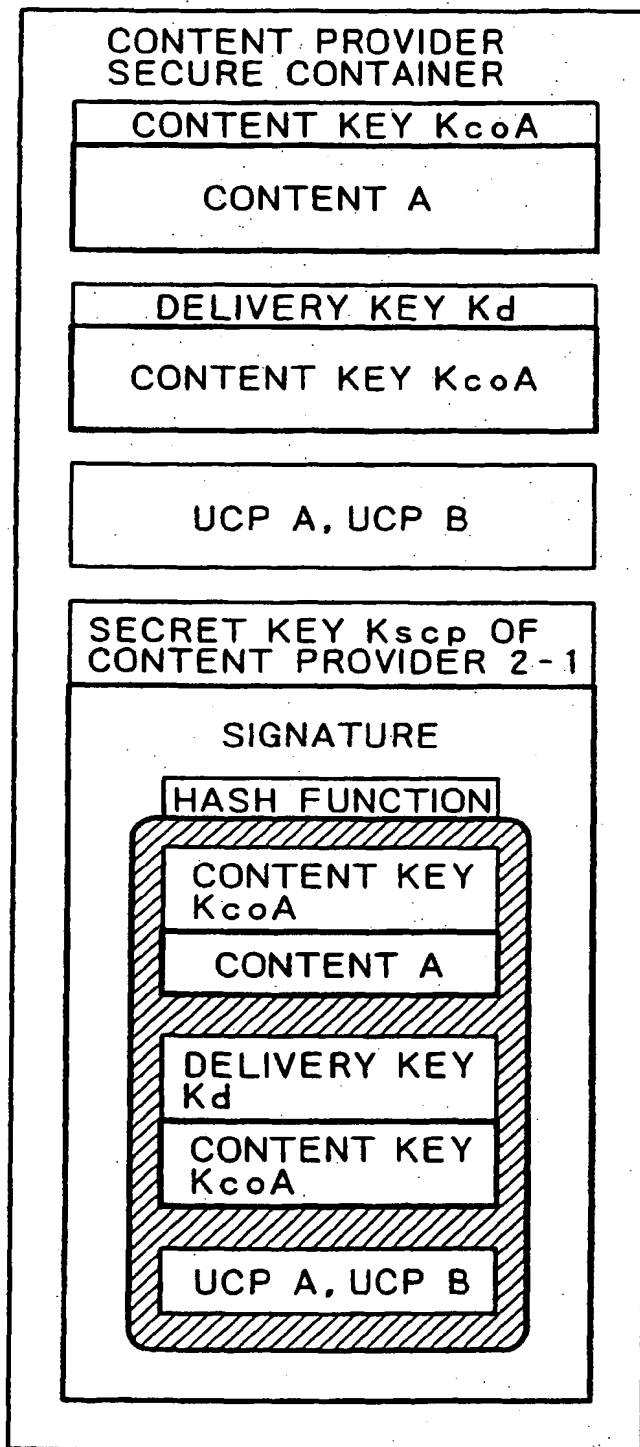 CONTENT PROVIDER
SECURE CONTAINER
CONTENT KEY KcoA
CONTENT A
DELIVERY KEY Kd
CONTENT KEY KcoA
UCP A, UCP B
SECRET KEY Kscp OF
CONTENT PROVIDER 2-1
SIGNATURE
HASH FUNCTION
CONTENT KEY
KcoA
CONTENT A
DELIVERY KEY
Kd
CONTENT KEY
KcoA
UCP A, UCP B